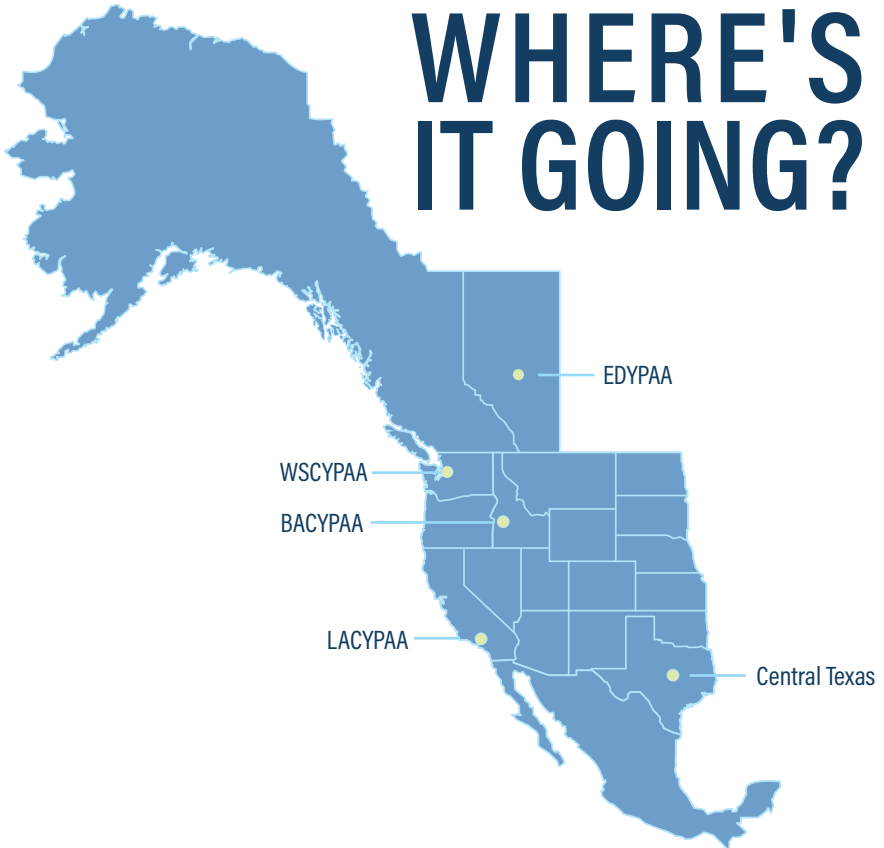 WHERE'S
IT GOING?
EDYPAA
WSCYPAA
BACYPAA
LACYPAA
Central Texas